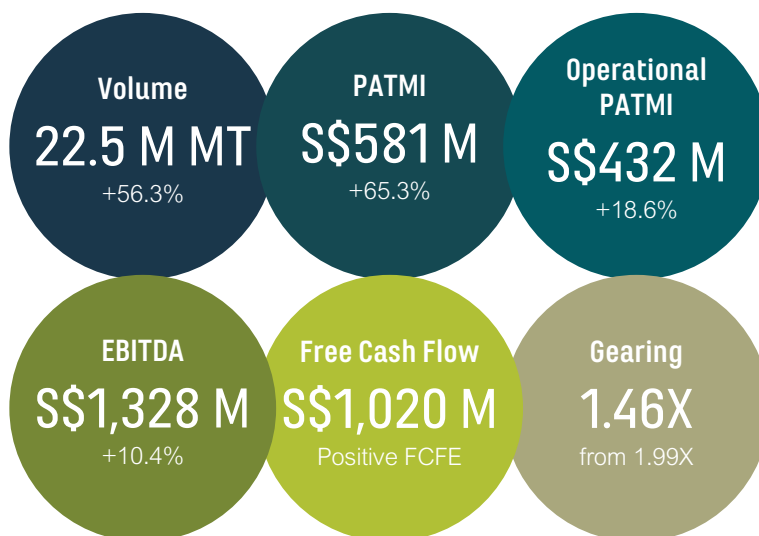 Volume
22.5 M MT
+56.3%
PATMI
S$581 M
+65.3%
Operational
PATMI
S$432 M
+18.6%
EBITDA
S$1,328 M
+10.4%
Free Cash Flow
S$1,020 M
Positive FCFE
Gearing
1.46X
from 1.99X